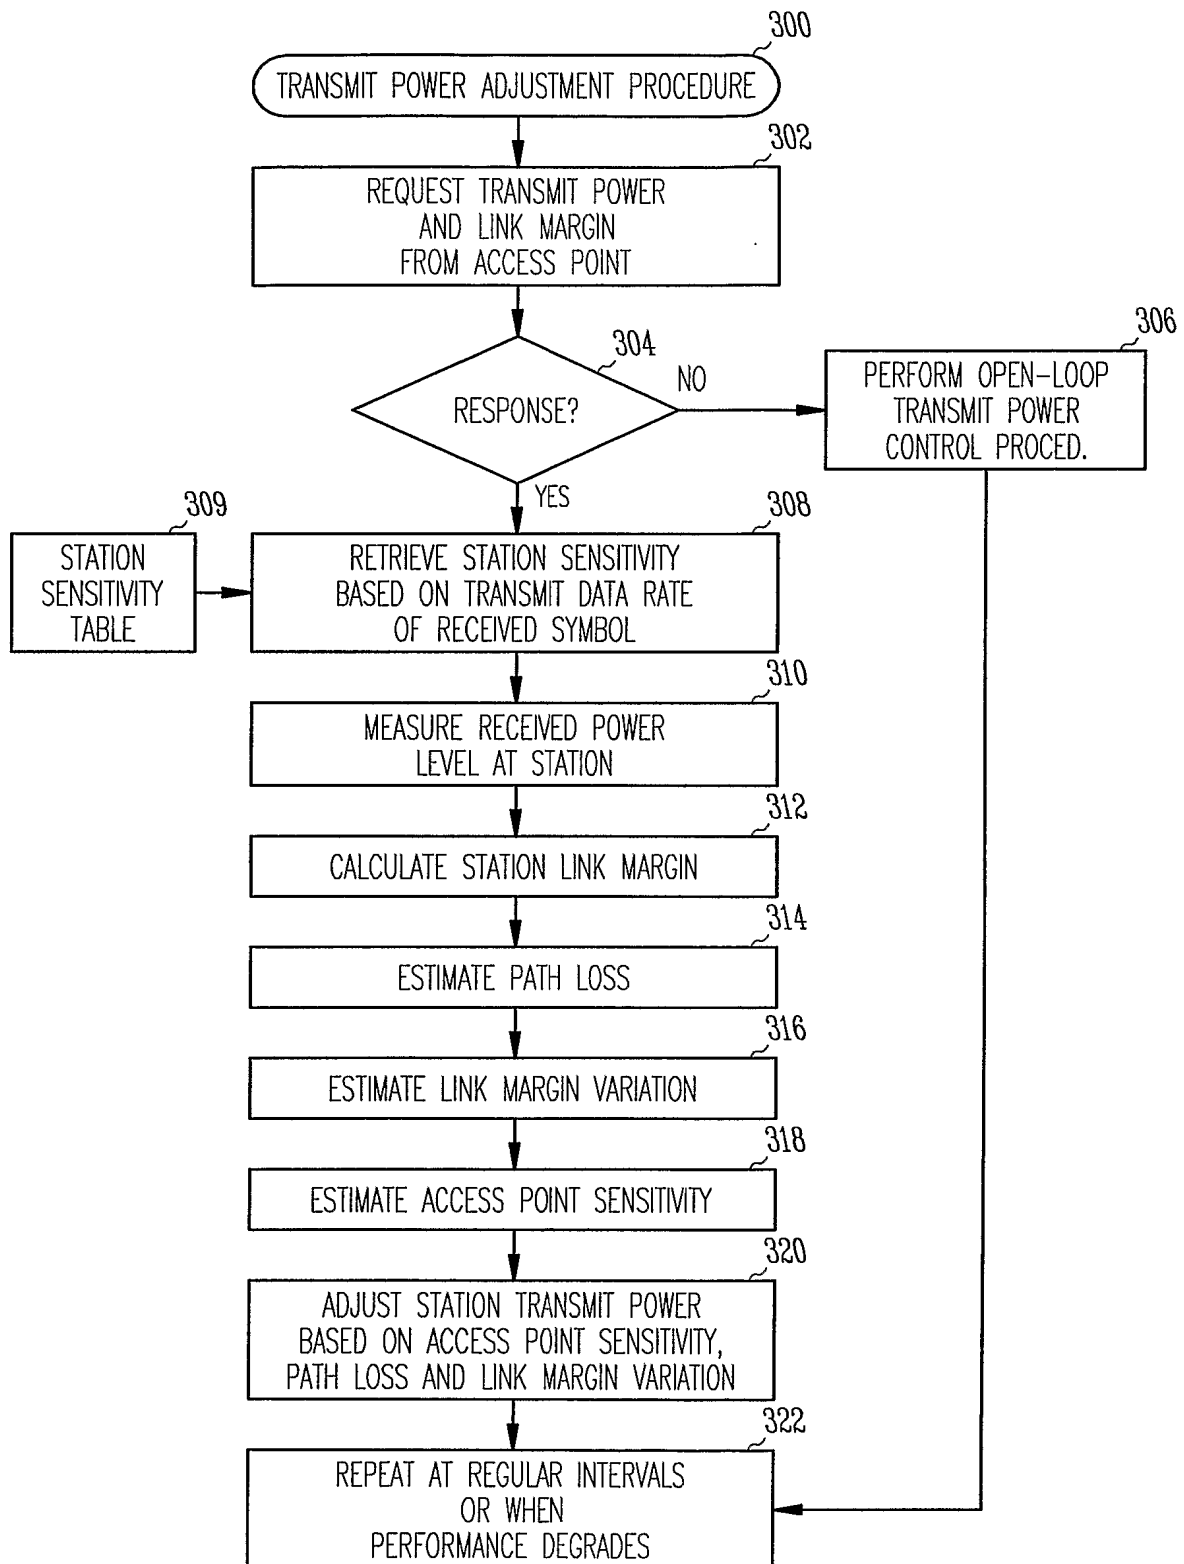 300
TRANSMIT POWER ADJUSTMENT PROCEDURE
302
REQUEST TRANSMIT POWER
AND LINK MARGIN
FROM ACCESS POINT
304
RESPONSE?
NO
306
PERFORM OPEN-LOOP
TRANSMIT POWER
CONTROL PROCED.
YES
309
STATION
SENSITIVITY
TABLE
308
RETRIEVE STATION SENSITIVITY
BASED ON TRANSMIT DATA RATE
OF RECEIVED SYMBOL
310
MEASURE RECEIVED POWER
LEVEL AT STATION
312
CALCULATE STATION LINK MARGIN
314
ESTIMATE PATH LOSS
316
ESTIMATE LINK MARGIN VARIATION
318
ESTIMATE ACCESS POINT SENSITIVITY
320
ADJUST STATION TRANSMIT POWER
BASED ON ACCESS POINT SENSITIVITY,
PATH LOSS AND LINK MARGIN VARIATION
322
REPEAT AT REGULAR INTERVALS
OR WHEN
PERFORMANCE DEGRADES